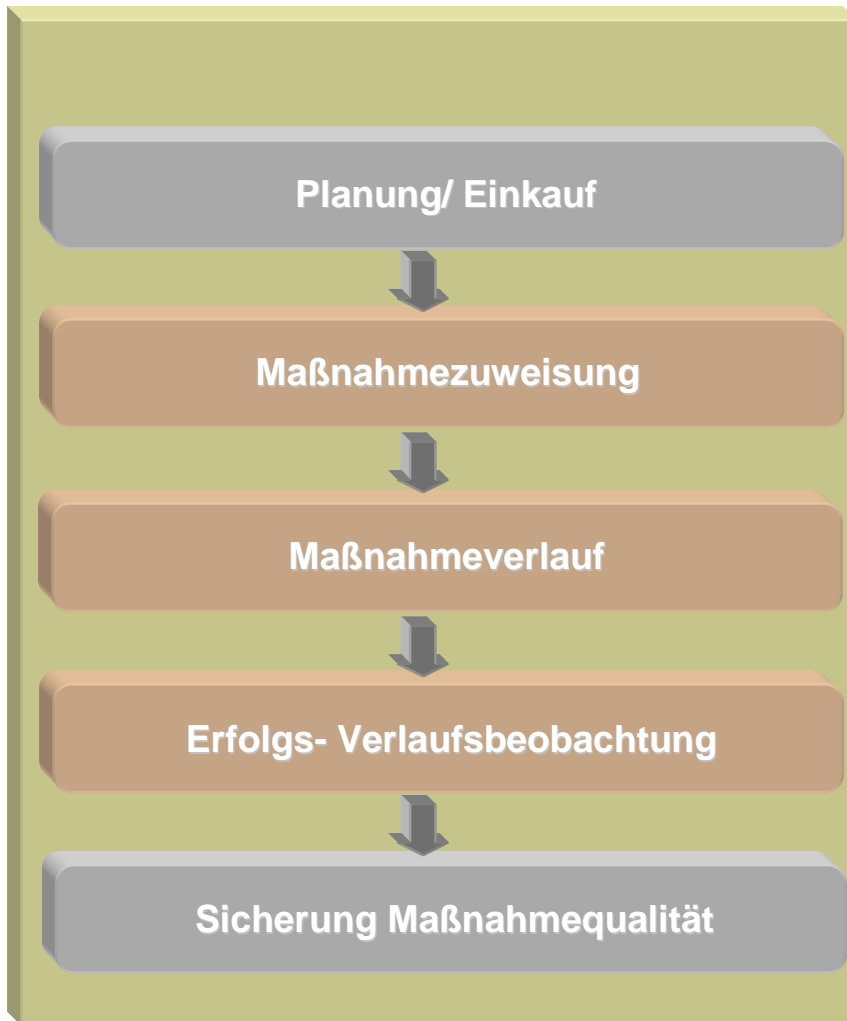 Planung/ Einkauf
Maßnahmezuweisung
Maßnahmeverlauf
Erfolgs- Verlaufsbeobachtung
Sicherung Maßnahmequalität